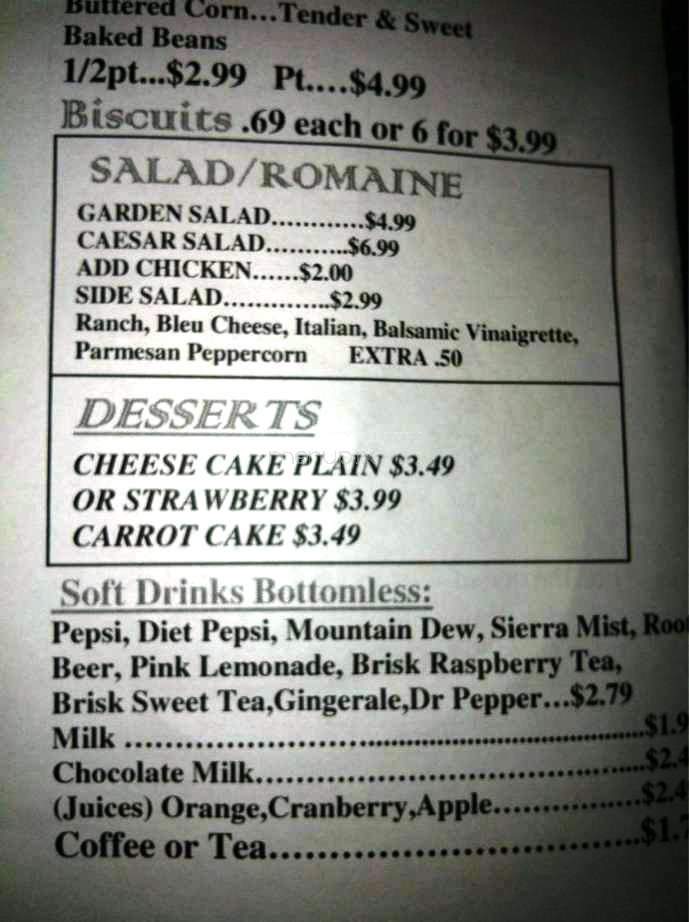 Buttered Corn...Tender & Sweet
Baked Beans
1/2pt...$2.99 Pt....$4.99
Biscuits .69 each or 6 for $3.99
SALAD/ROMAINE
GARDEN SALAD............$4.99
CAESAR SALAD...........$6.99
ADD CHICKEN......$2.00
SIDE SALAD..............$2.99
Ranch, Bleu Cheese, Italian, Balsamic Vinaigrette,
Parmesan Peppercorn EXTRA .50
DESSERTS
CHEESE CAKE PLAIN $3.49
OR STRAWBERRY $3.99
CARROT CAKE $3.49
Soft Drinks Bottomless:
Pepsi, Diet Pepsi, Mountain Dew, Sierra Mist, Root
Beer, Pink Lemonade, Brisk Raspberry Tea,
Brisk Sweet Tea,Gingerale,Dr Pepper...$2.79
Milk ......................................................
Chocolate Milk..........................................
(Juices) Orange,Cranberry,Apple................
Coffee or Tea........................................